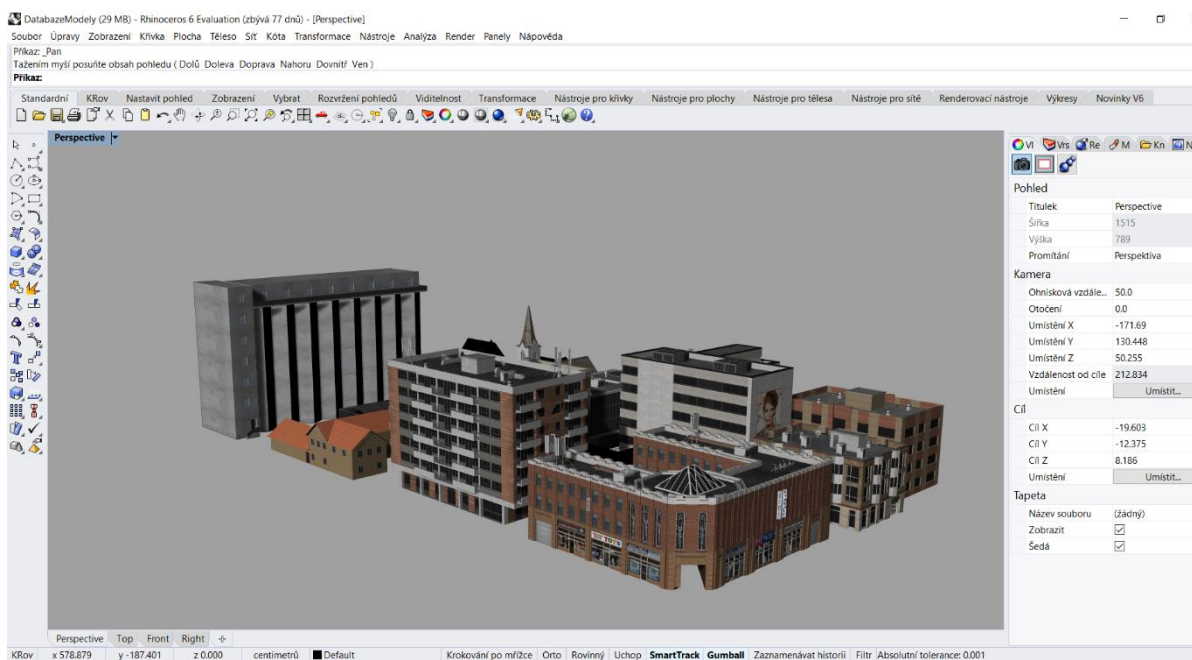 DatabazeModely (29 MB) - Rhinoceros 6 Evaluation (zbývá 77 dnů) - [Perspective]
Soubor Úpravy Zobrazení Křivka Plocha Těleso Síť Kóta Transformace Nástroje Analýza Render Panely Nápověda
Příkaz: _Pan
Tažením myší posuňte obsah pohledu ( Dolů Doleva Doprava Nahoru Dovnitř Ven )
Příkaz:
Standardní KRov Nastavit pohled Zobrazení Vybrat Rozvržení pohledů Viditelnost Transformace Nástroje pro křivky Nástroje pro plochy Nástroje pro tělesa Nástroje pro sítě Renderovací nástroje Výkresy Novinky V6
Perspective
Vl Vrs Re M Kn N
Pohled
Titulek Perspective
Šířka 1515
Výška 789
Promítání Perspektiva
Kamera
Ohnisková vzdále... 50.0
Otočení 0.0
Umístění X -171.69
Umístění Y 130.448
Umístění Z 50.255
Vzdálenost od cíle 212.834
Umístění Umístit...
Cíl
Cíl X -19.603
Cíl Y -12.375
Cíl Z 8.186
Umístění Umístit...
Tapeta
Název souboru (žádný)
Zobrazit
Šedá
TOYS
Perspective Top Front Right
KRov x 578.879 y -187.401 z 0.000 centimetrů Default Krokování po mřížce Orto Rovinný Uchop SmartTrack Gumball Zaznamenávat historii Filtr Absolutní tolerance: 0.001